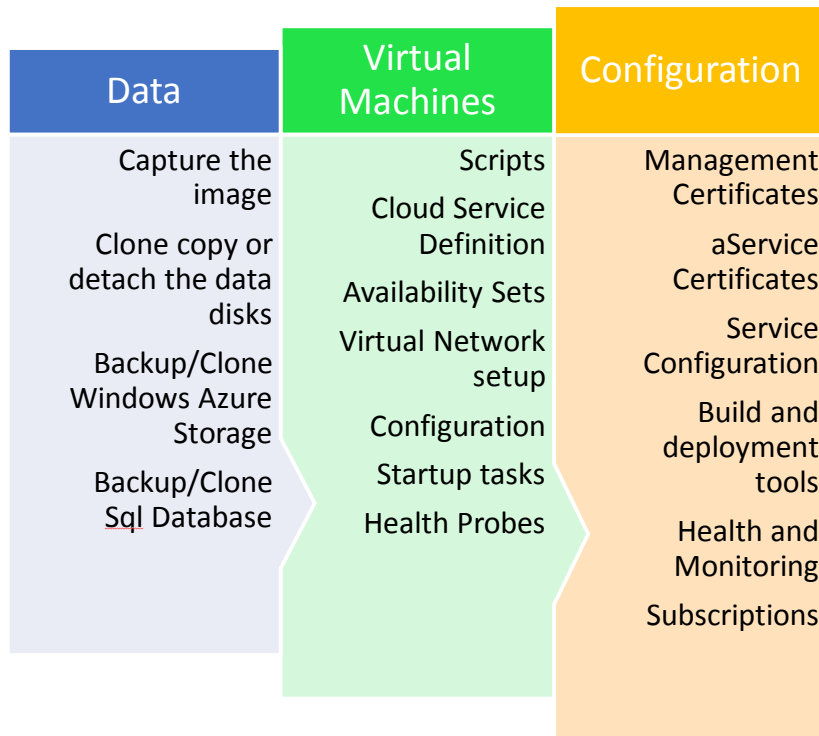 Data
Capture the
image
Clone copy or
detach the data
disks
Backup/Clone
Windows Azure
Storage
Backup/Clone
Sql Database
Virtual
Machines
Scripts
Cloud Service
Definition
Availability Sets
Virtual Network
setup
Configuration
Startup tasks
Health Probes
Configuration
Management
Certificates
aService
Certificates
Service
Configuration
Build and
deployment
tools
Health and
Monitoring
Subscriptions